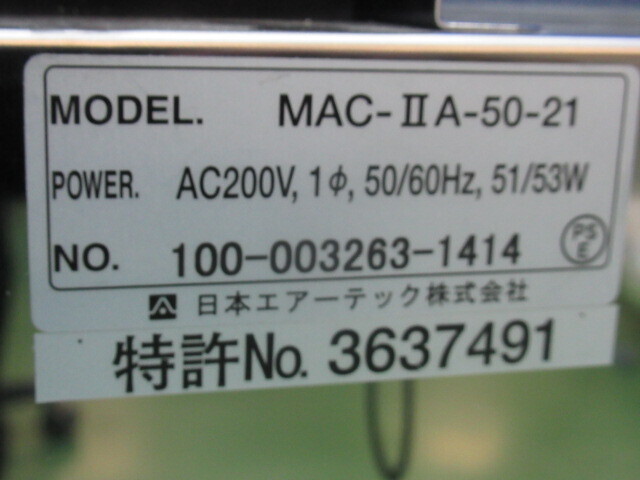 MODEL. MAC-ⅡA-50-21
POWER. AC200V, 1φ, 50/60Hz, 51/53W
NO. 100-003263-1414
PSE
日本エアーテック株式会社
特許No. 3637491